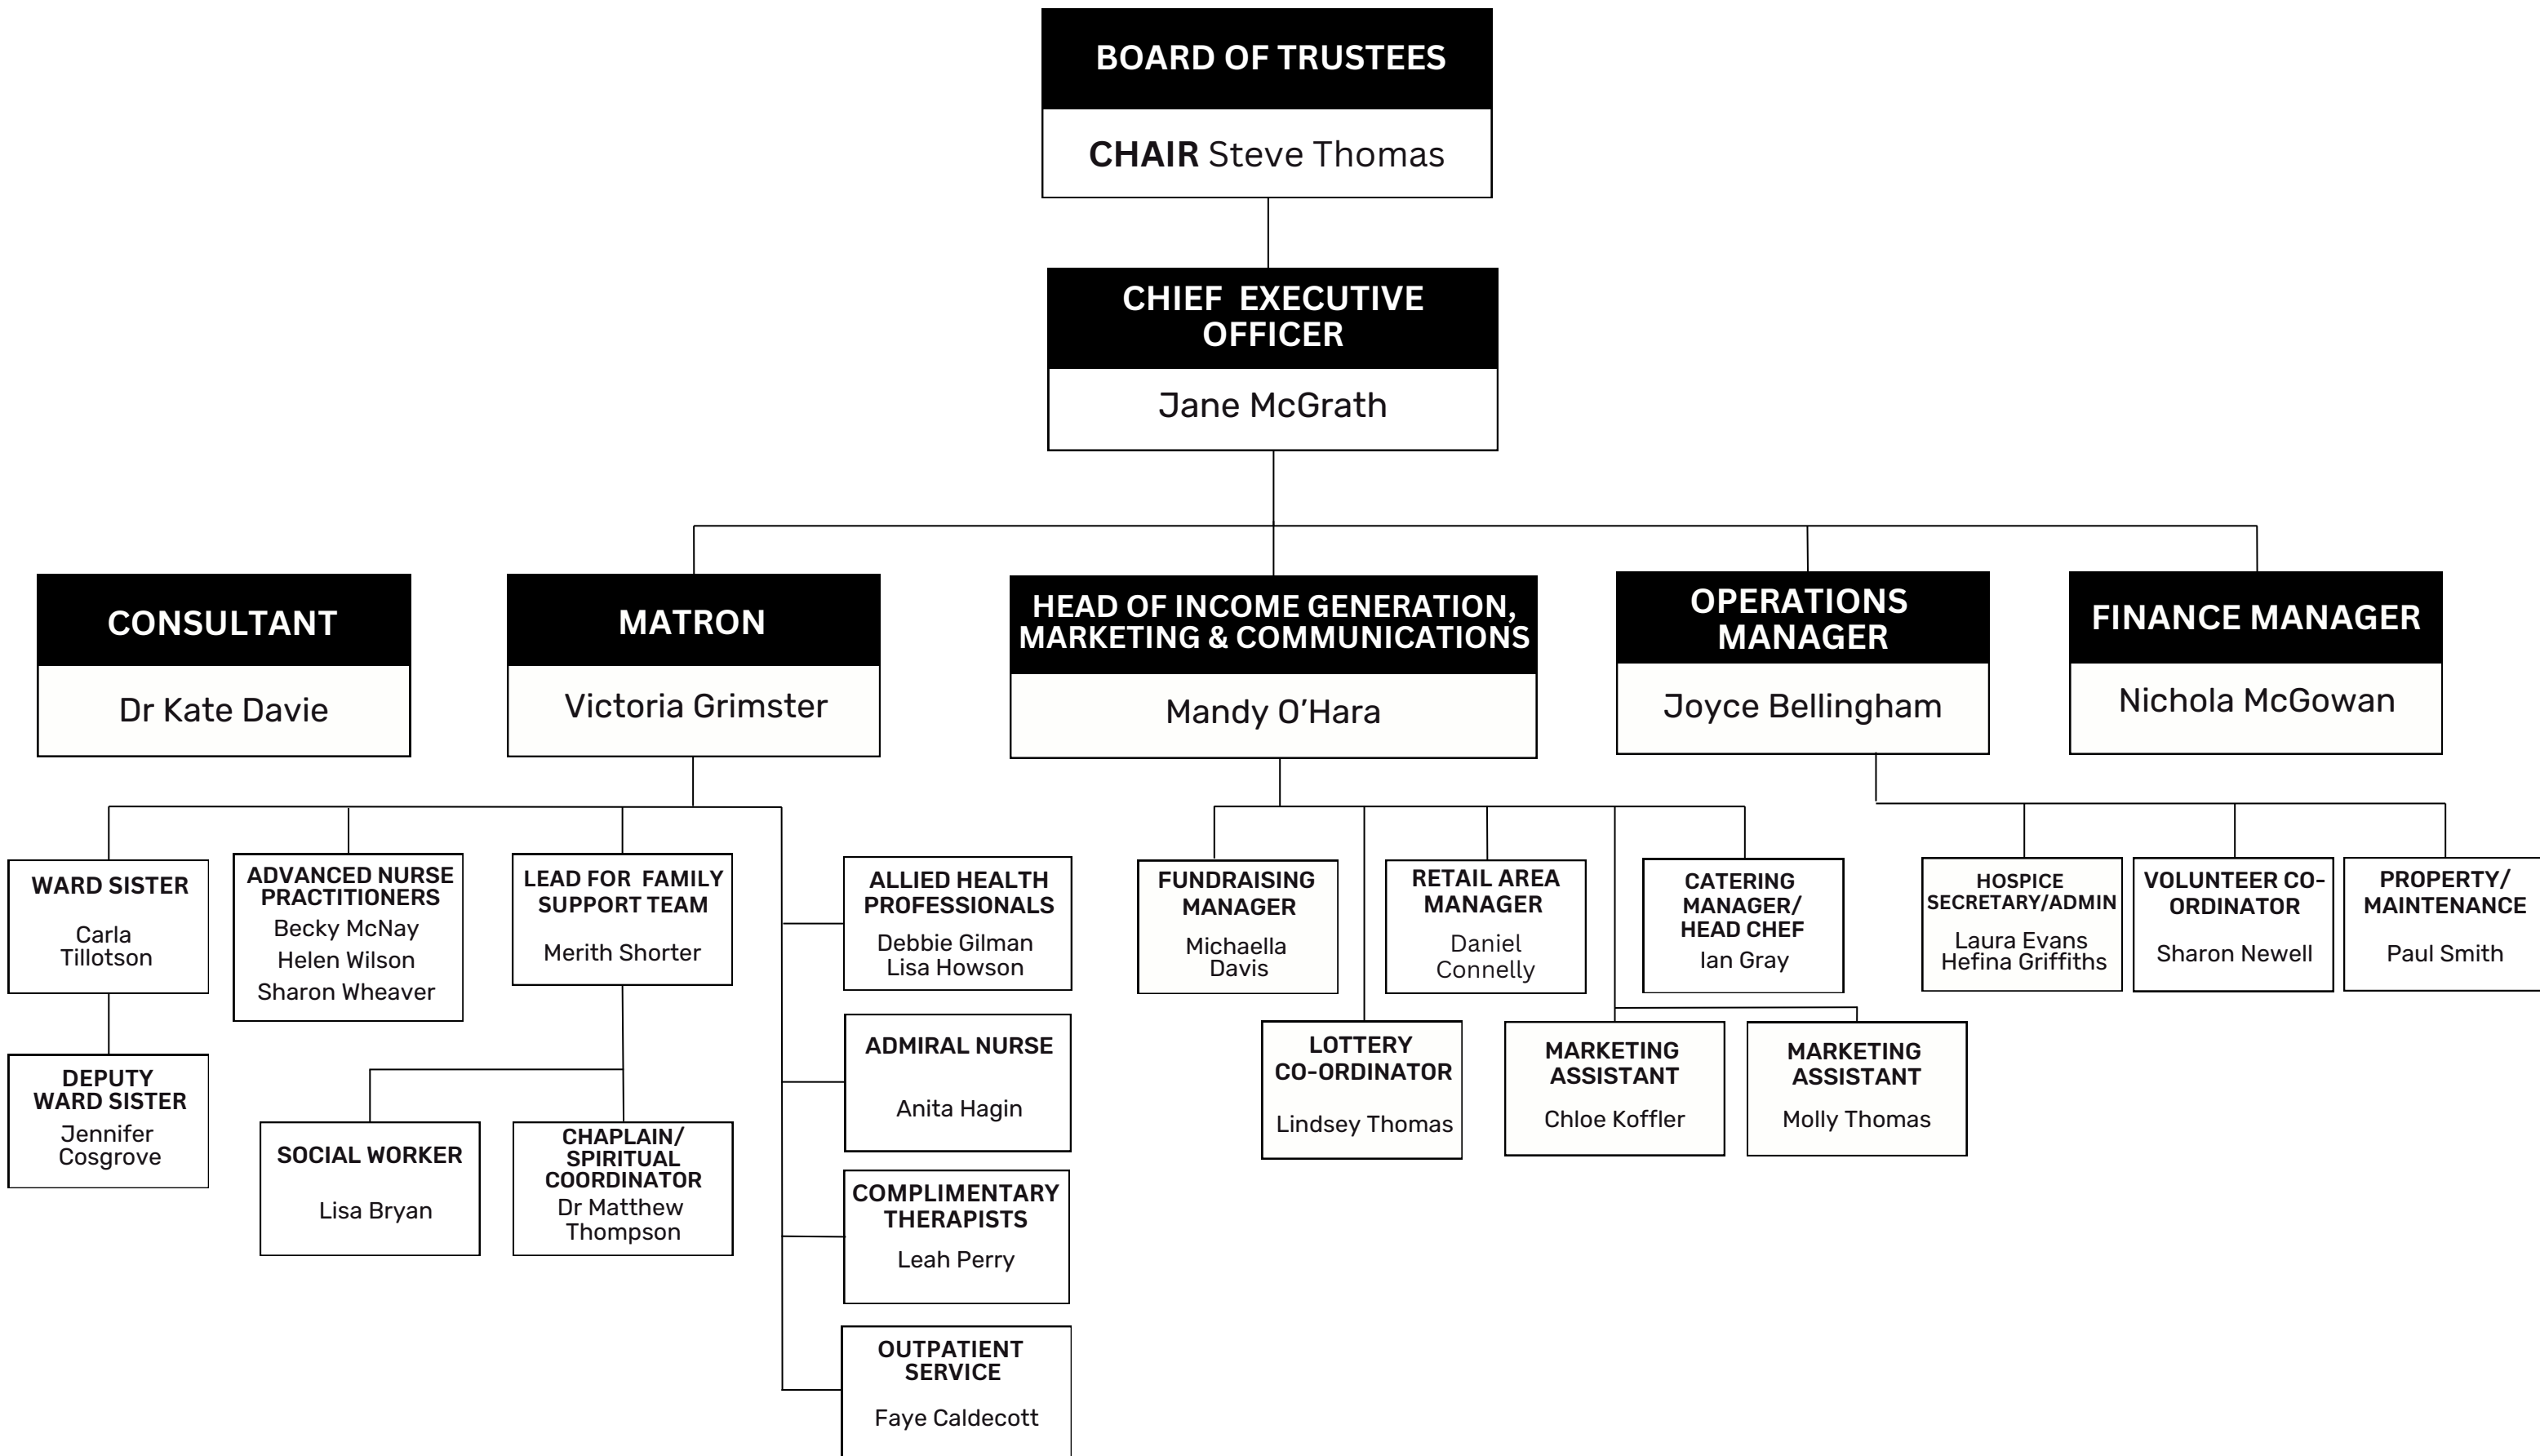 BOARD OF TRUSTEES
CHAIR Steve Thomas
CHIEF EXECUTIVE
OFFICER
Jane McGrath
CONSULTANT
Dr Kate Davie
MATRON
Victoria Grimster
HEAD OF INCOME GENERATION,
MARKETING & COMMUNICATIONS
Mandy O'Hara
OPERATIONS
MANAGER
Joyce Bellingham
FINANCE MANAGER
Nichola McGowan
WARD SISTER
Carla
Tillotson
ADVANCED NURSE
PRACTITIONERS
Becky McNay
Helen Wilson
Sharon Wheaver
LEAD FOR FAMILY
SUPPORT TEAM
Merith Shorter
ALLIED HEALTH
PROFESSIONALS
Debbie Gilman
Lisa Howson
FUNDRAISING
MANAGER
Michaella
Davis
RETAIL AREA
MANAGER
Daniel
Connelly
CATERING
MANAGER/
HEAD CHEF
Ian Gray
HOSPICE
SECRETARY/ADMIN
Laura Evans
Hefina Griffiths
VOLUNTEER CO-
ORDINATOR
Sharon Newell
PROPERTY/
MAINTENANCE
Paul Smith
DEPUTY
WARD SISTER
Jennifer
Cosgrove
SOCIAL WORKER
Lisa Bryan
CHAPLAIN/
SPIRITUAL
COORDINATOR
Dr Matthew
Thompson
ADMIRAL NURSE
Anita Hagin
LOTTERY
CO-ORDINATOR
Lindsey Thomas
MARKETING
ASSISTANT
Chloe Koffler
MARKETING
ASSISTANT
Molly Thomas
COMPLIMENTARY
THERAPISTS
Leah Perry
OUTPATIENT
SERVICE
Faye Caldecott